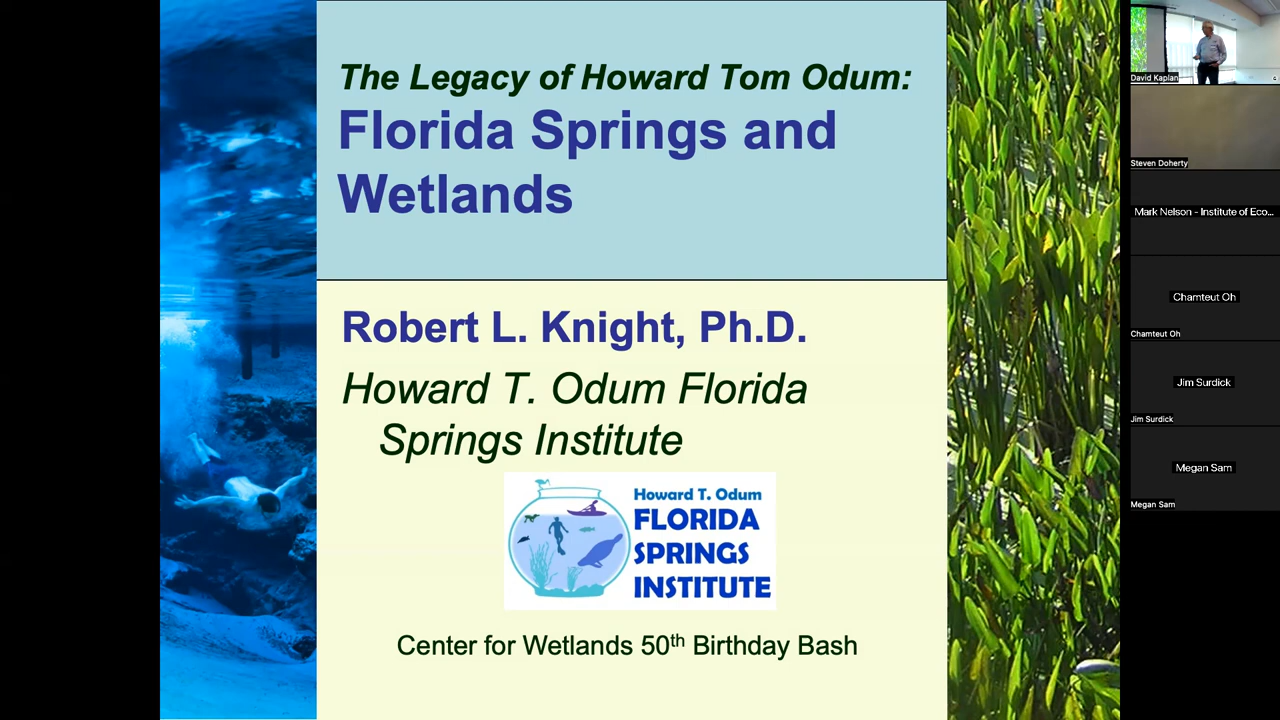 The Legacy of Howard Tom Odum:
Florida Springs and
Wetlands
Robert L. Knight, Ph.D.
Howard T. Odum Florida
Springs Institute
Howard T. Odum
FLORIDA
SPRINGS
INSTITUTE
Center for Wetlands 50th Birthday Bash
David Kaplan
Steven Doherty
Mark Nelson - Institute of Eco...
Chamteut Oh
Chamteut Oh
Jim Surdick
Jim Surdick
Megan Sam
Megan Sam